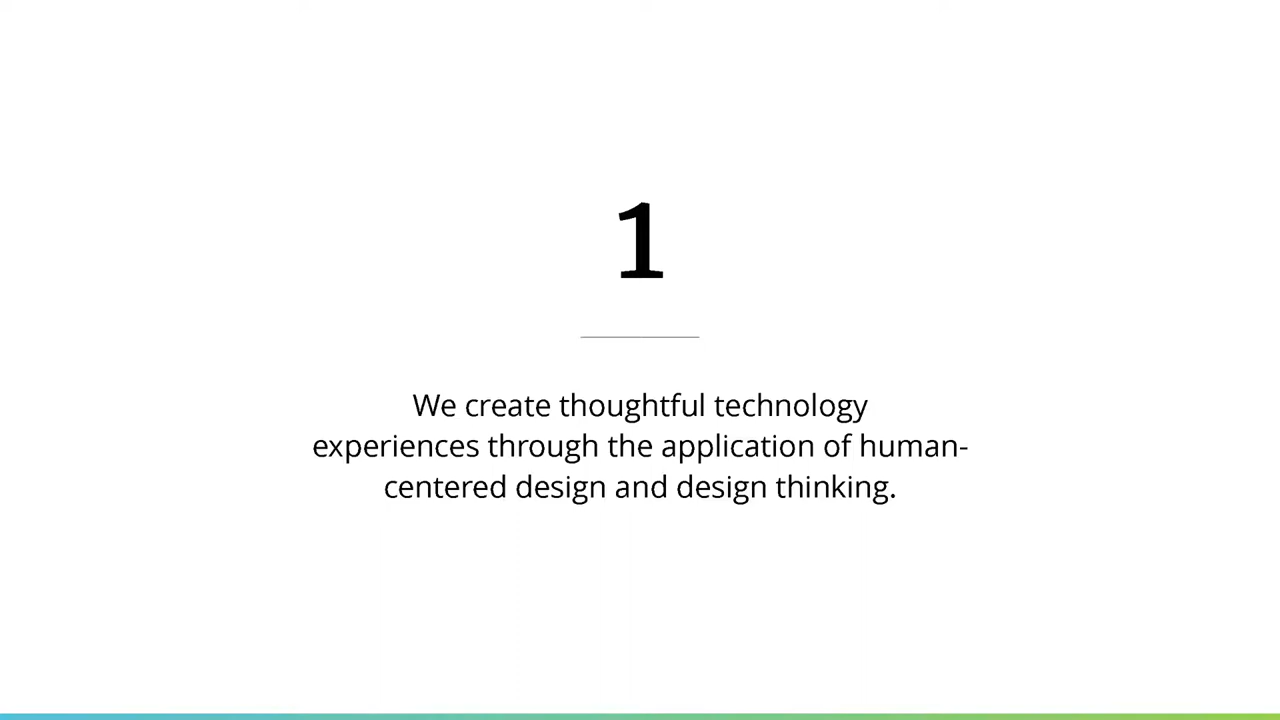 1
We create thoughtful technology
experiences through the application of human-
centered design and design thinking.